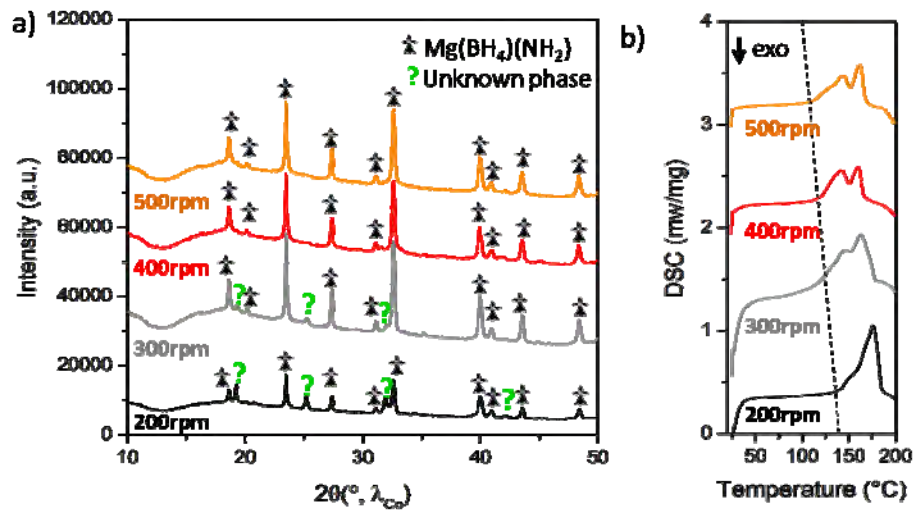 a)
120000
100000
80000
60000
40000
20000
0
Intensity (a.u.)
Mg(BH₄)(NH₂)
? Unknown phase
500rpm
400rpm
? ? ?
300rpm
? ? ? ?
200rpm
10 20 30 40 50
2θ(°, λCo)
b)
exo
4
3
2
1
0
DSC (mw/mg)
500rpm
400rpm
300rpm
200rpm
50 100 150 200
Temperature (°C)